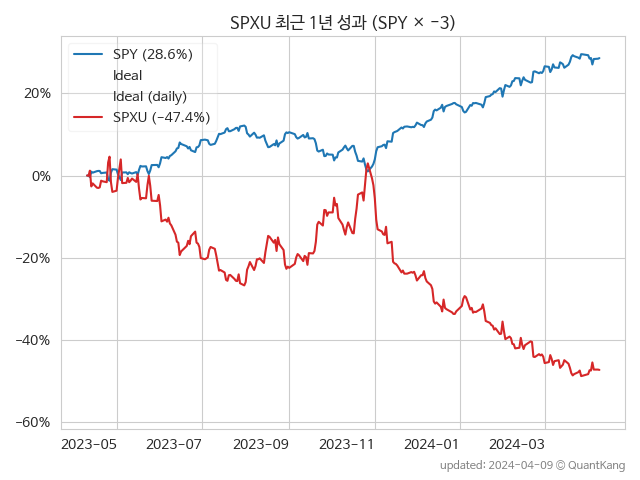 SPXU 최근 1년 성과 (SPY × −3)
SPY (28.6%)
Ideal
Ideal (daily)
SPXU (−47.4%)
20%
0%
−20%
−40%
−60%
2023-05 2023-07 2023-09 2023-11 2024-01 2024-03
updated: 2024-04-09 © QuantKang